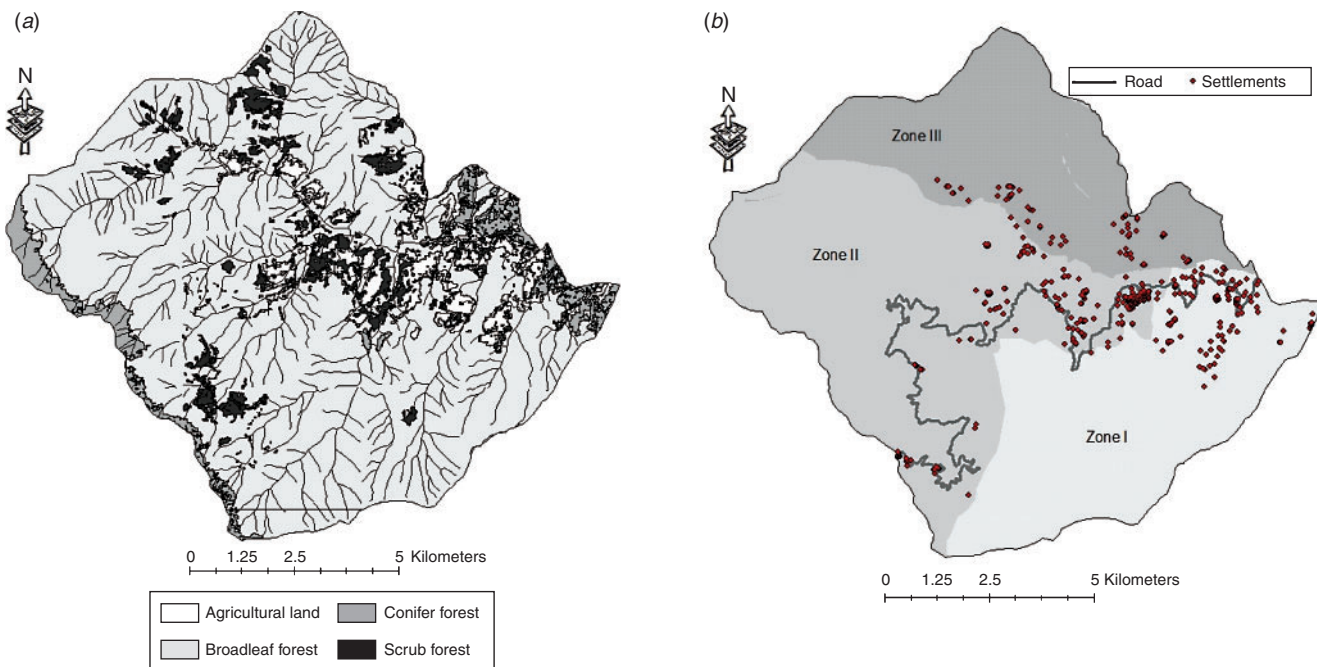 (a)
N
0 1.25 2.5 5 Kilometers
Agricultural land Conifer forest
Broadleaf forest Scrub forest
(b)
Road Settlements
N
Zone III
Zone II
Zone I
0 1.25 2.5 5 Kilometers